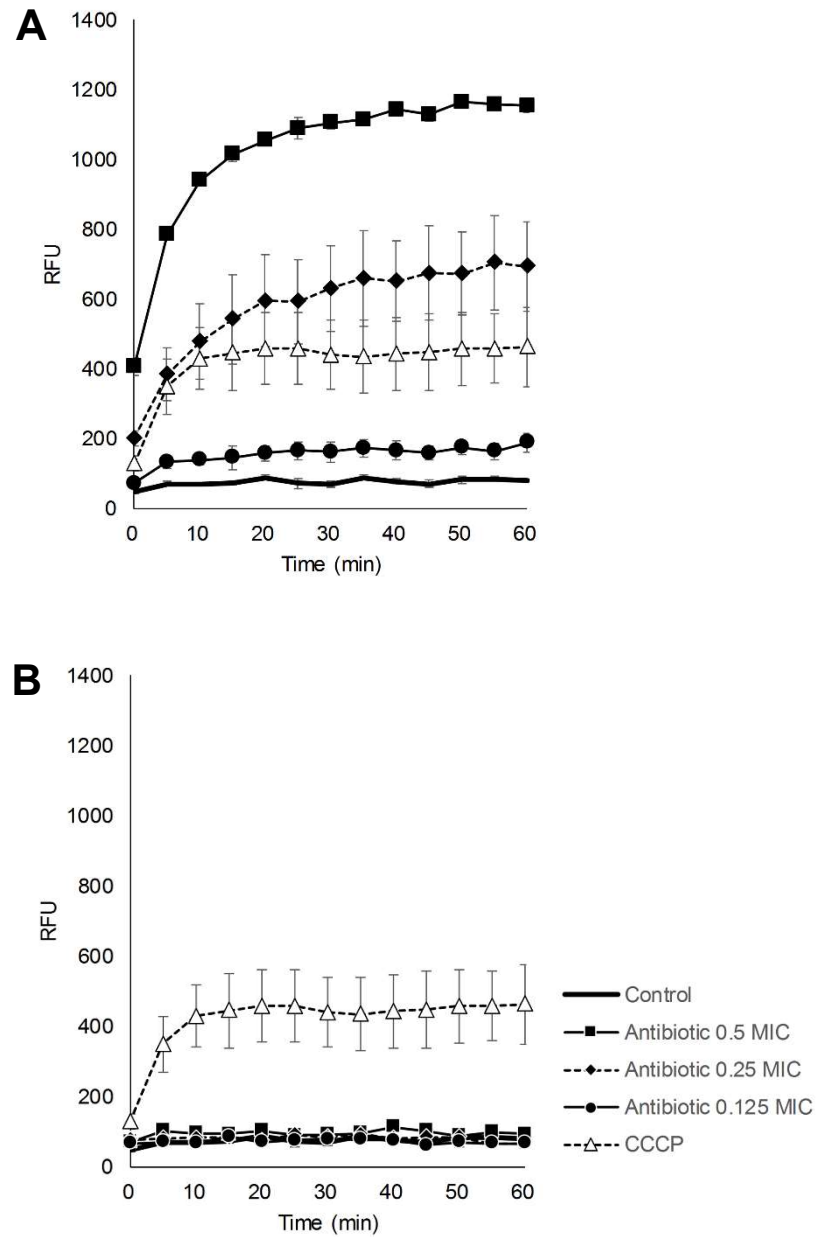 A
1400
1200
1000
800
600
400
200
0
RFU
0 10 20 30 40 50 60
Time (min)
B
1400
1200
1000
800
600
400
200
0
RFU
0 10 20 30 40 50 60
Time (min)
Control
Antibiotic 0.5 MIC
Antibiotic 0.25 MIC
Antibiotic 0.125 MIC
CCCP